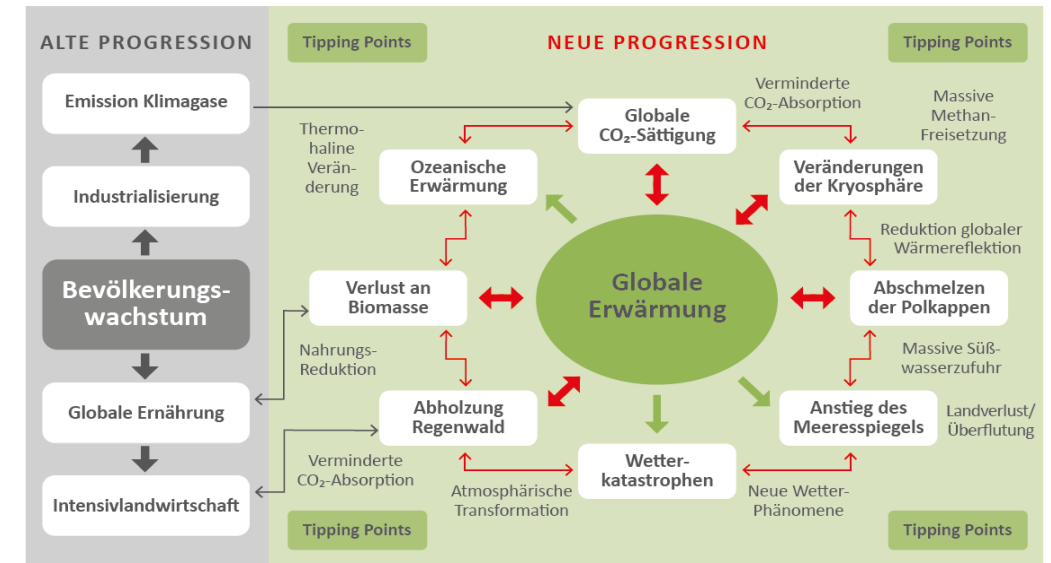 ALTE PROGRESSION
Emission Klimagase
Industrialisierung
Bevölkerungs-
wachstum
Globale Ernährung
Intensivlandwirtschaft
Tipping Points
NEUE PROGRESSION
Tipping Points
Globale
CO₂-Sättigung
Verminderte
CO₂-Absorption
Massive
Methan-
Freisetzung
Thermo-
haline
Verän-
derung
Ozeanische
Erwärmung
Veränderungen
der Kryosphäre
Reduktion globaler
Wärmereflektion
Verlust an
Biomasse
Globale
Erwärmung
Abschmelzen
der Polkappen
Nahrungs-
Reduktion
Massive Süß-
wasserzufuhr
Abholzung
Regenwald
Anstieg des
Meeresspiegels
Landverlust/
Überflutung
Verminderte
CO₂-Absorption
Atmosphärische
Transformation
Wetter-
katastrophen
Neue Wetter-
Phänomene
Tipping Points
Tipping Points